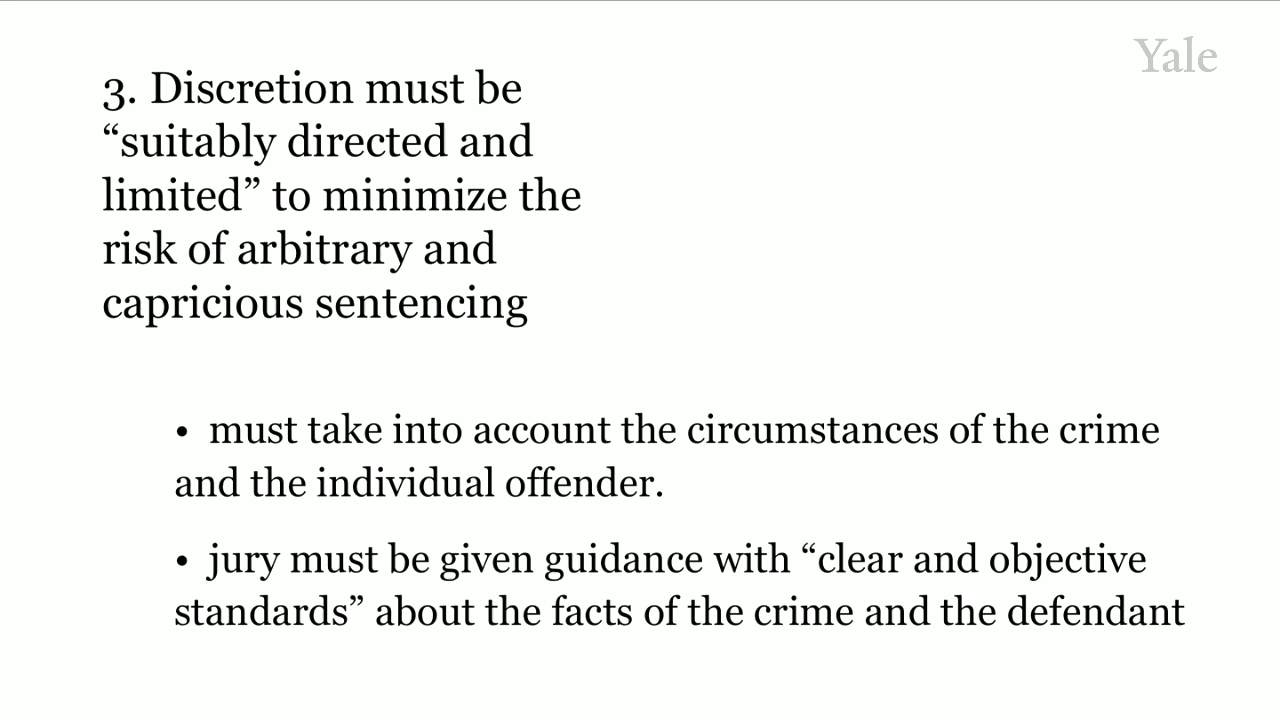 Yale
3. Discretion must be
“suitably directed and
limited” to minimize the
risk of arbitrary and
capricious sentencing
• must take into account the circumstances of the crime
and the individual offender.
• jury must be given guidance with “clear and objective
standards” about the facts of the crime and the defendant